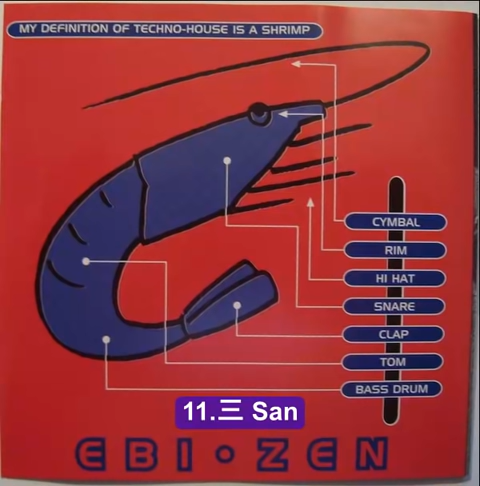 MY DEFINITION OF TECHNO-HOUSE IS A SHRIMP
CYMBAL
RIM
HI HAT
SNARE
CLAP
TOM
BASS DRUM
11.三 San
EBI•ZEN